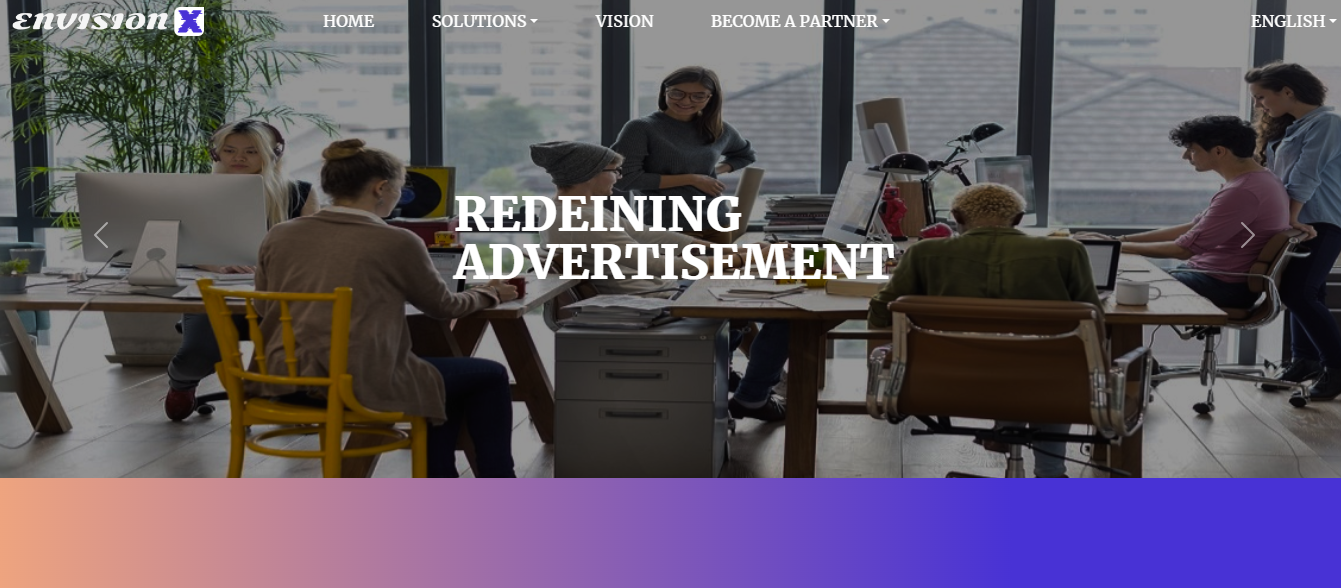 envision X
HOME SOLUTIONS VISION BECOME A PARTNER ENGLISH
REDEINING
ADVERTISEMENT